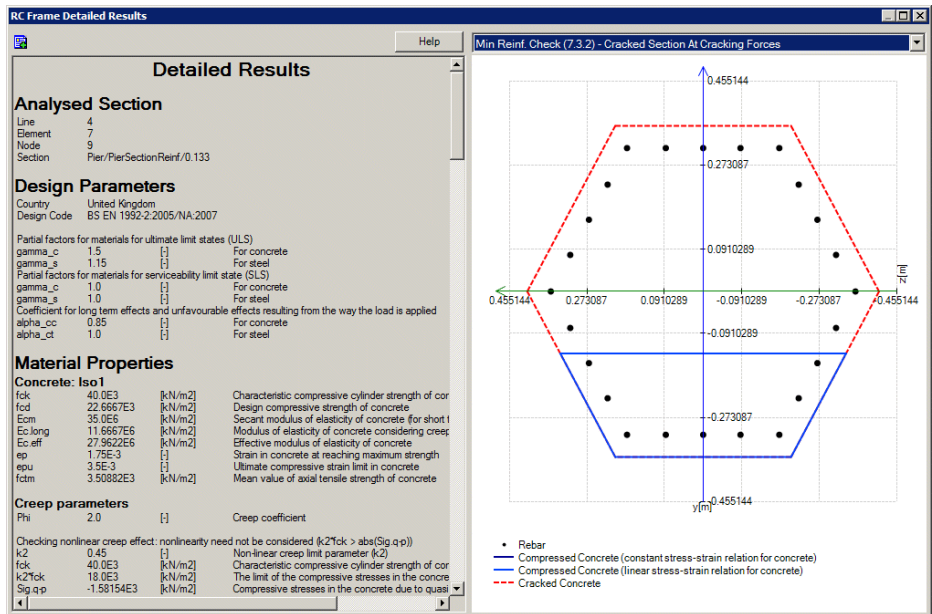 RC Frame Detailed Results
Help
Min Reinf. Check (7.3.2) - Cracked Section At Cracking Forces
Detailed Results
Analysed Section
Line 4
Element 7
Node 9
Section Pier/PierSectionReinf/0.133
Design Parameters
Country United Kingdom
Design Code BS EN 1992-2:2005/NA:2007
Partial factors for materials for ultimate limit states (ULS)
gamma_c 1.5 [-] For concrete
gamma_s 1.15 [-] For steel
Partial factors for materials for serviceability limit state (SLS)
gamma_c 1.0 [-] For concrete
gamma_s 1.0 [-] For steel
Coefficient for long term effects and unfavourable effects resulting from the way the load is applied
alpha_cc 0.85 [-] For concrete
alpha_ct 1.0 [-] For steel
Material Properties
Concrete: Iso1
fck 40.0E3 [kN/m2] Characteristic compressive cylinder strength of cor
fcd 22.6667E3 [kN/m2] Design compressive strength of concrete
Ecm 35.0E6 [kN/m2] Secant modulus of elasticity of concrete (for short t
Ec.long 11.6667E6 [kN/m2] Modulus of elasticity of concrete considering creep
Ec.eff 27.9622E6 [kN/m2] Effective modulus of elasticity of concrete
ep 1.75E-3 [-] Strain in concrete at reaching maximum strength
epu 3.5E-3 [-] Ultimate compressive strain limit in concrete
fctm 3.50882E3 [kN/m2] Mean value of axial tensile strength of concrete
Creep parameters
Phi 2.0 [-] Creep coefficient
Checking nonlinear creep effect: nonlinearity need not be considered (k2*fck > abs(Sig.q-p))
k2 0.45 [-] Non-linear creep limit parameter (k2)
fck 40.0E3 [kN/m2] Characteristic compressive cylinder strength of cor
k2*fck 18.0E3 [kN/m2] The limit of the compressive stresses in the concre
Sig.q-p -1.58154E3 [kN/m2] Compressive stresses in the concrete due to quasi
0.455144
0.273087
0.0910289
z[m]
0.455144 0.273087 0.0910289 -0.0910289 -0.273087 -0.455144
-0.0910289
-0.273087
-0.455144
y[m]
Rebar
Compressed Concrete (constant stress-strain relation for concrete)
Compressed Concrete (linear stress-strain relation for concrete)
Cracked Concrete